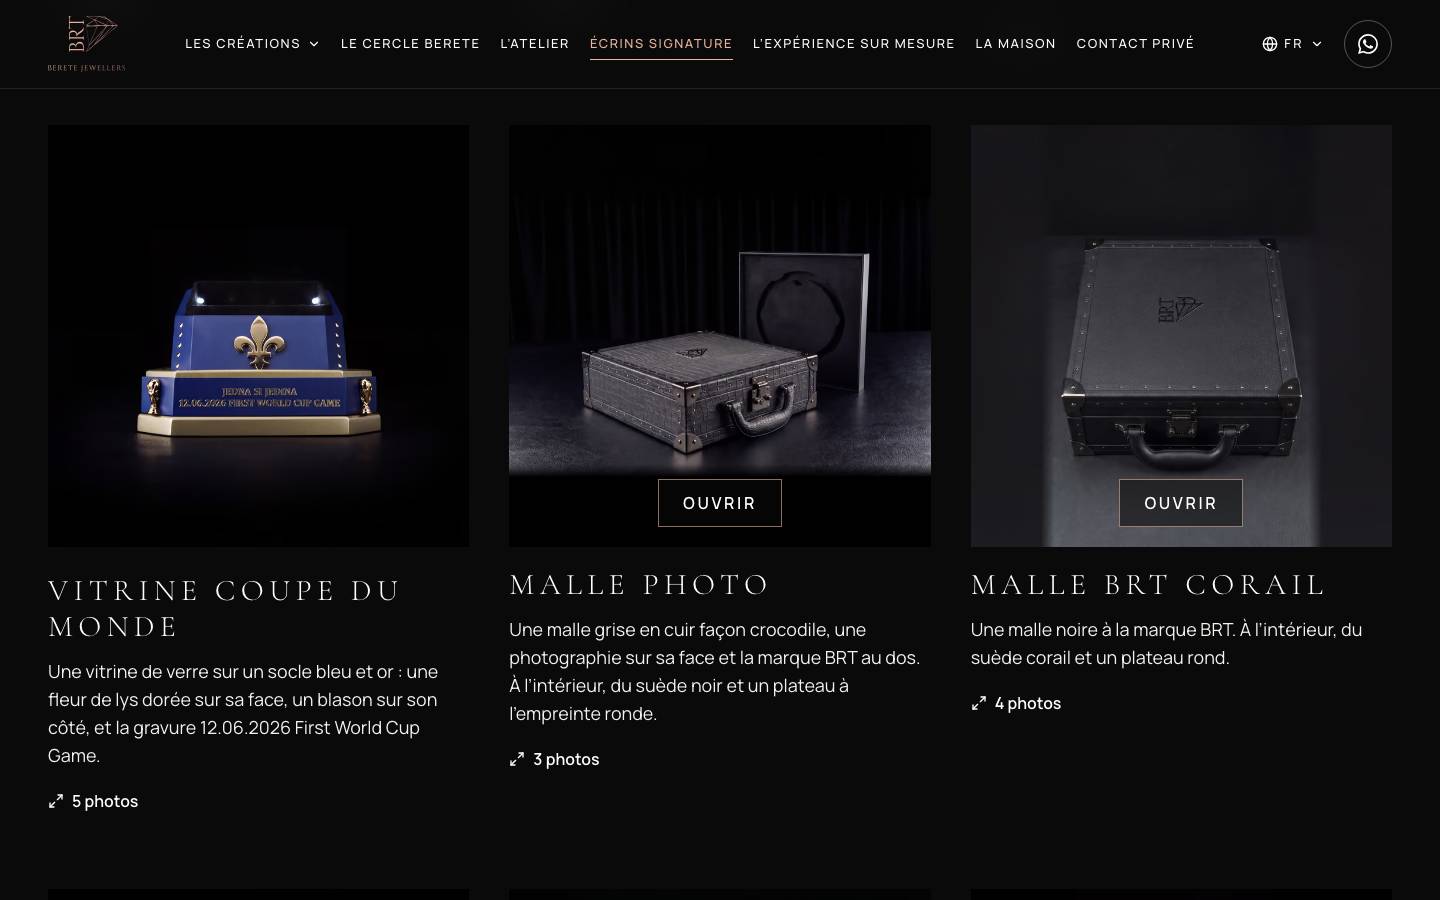 BRT
BERETE JEWELLERS
LES CRÉATIONS
LE CERCLE BERETE
L'ATELIER
ÉCRINS SIGNATURE
L'EXPÉRIENCE SUR MESURE
LA MAISON
CONTACT PRIVÉ
FR
JEDNA SI JEDINA
12.06.2026 FIRST WORLD CUP GAME
BRT
OUVRIR
OUVRIR
VITRINE COUPE DU
MONDE
Une vitrine de verre sur un socle bleu et or : une
fleur de lys dorée sur sa face, un blason sur son
côté, et la gravure 12.06.2026 First World Cup
Game.
5 photos
MALLE PHOTO
Une malle grise en cuir façon crocodile, une
photographie sur sa face et la marque BRT au dos.
À l'intérieur, du suède noir et un plateau à
l'empreinte ronde.
3 photos
MALLE BRT CORAIL
Une malle noire à la marque BRT. À l'intérieur, du
suède corail et un plateau rond.
4 photos